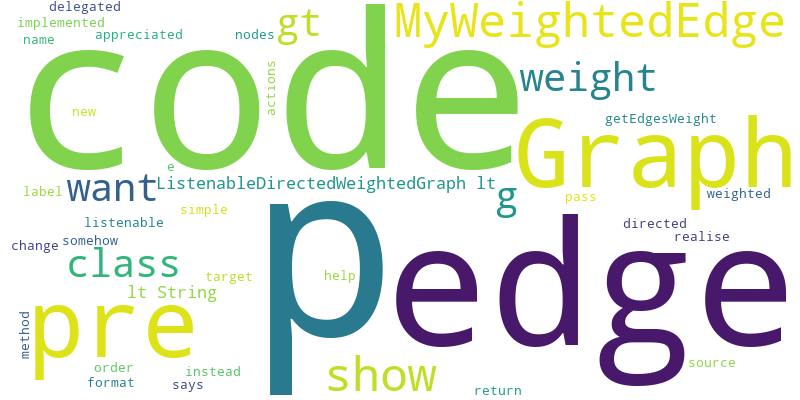 delegated
implemented
name
appreciated
nodes
gt
MyWeightedEdge
code
actions
weight
new
getEdgesWeight
Graph
e
want
ListenableDirectedWeightedGraph lt
g
label
simple
pass
weighted
listenable
directed
change
somehow
realise
p
edge
class
target
help
lt String
pre
method
order
instead
format
says
show
source
return